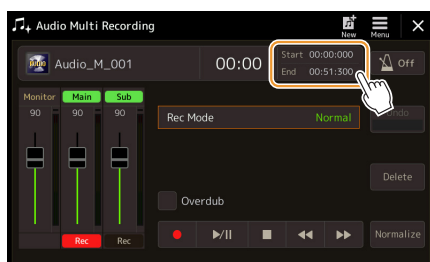 Audio Multi Recording
New
Menu
audio
Audio_M_001
00:00
Start 00:00:000
End 00:51:300
Off
Monitor Main Sub
90 90 90
Rec Mode Normal
Undo
Delete
Overdub
Rec Rec
Normalize